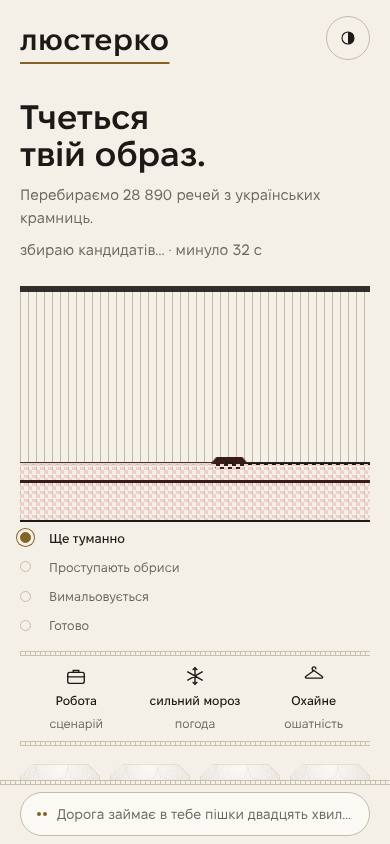 люстерко
Тчеться
твій образ.
Перебираємо 28 890 речей з українських
крамниць.
збираю кандидатів... · минуло 32 с
Ще туманно
Проступають обриси
Вимальовується
Готово
Робота
сценарій
сильний мороз
погода
Охайне
ошатність
Дорога займає в тебе пішки двадцять хвил...